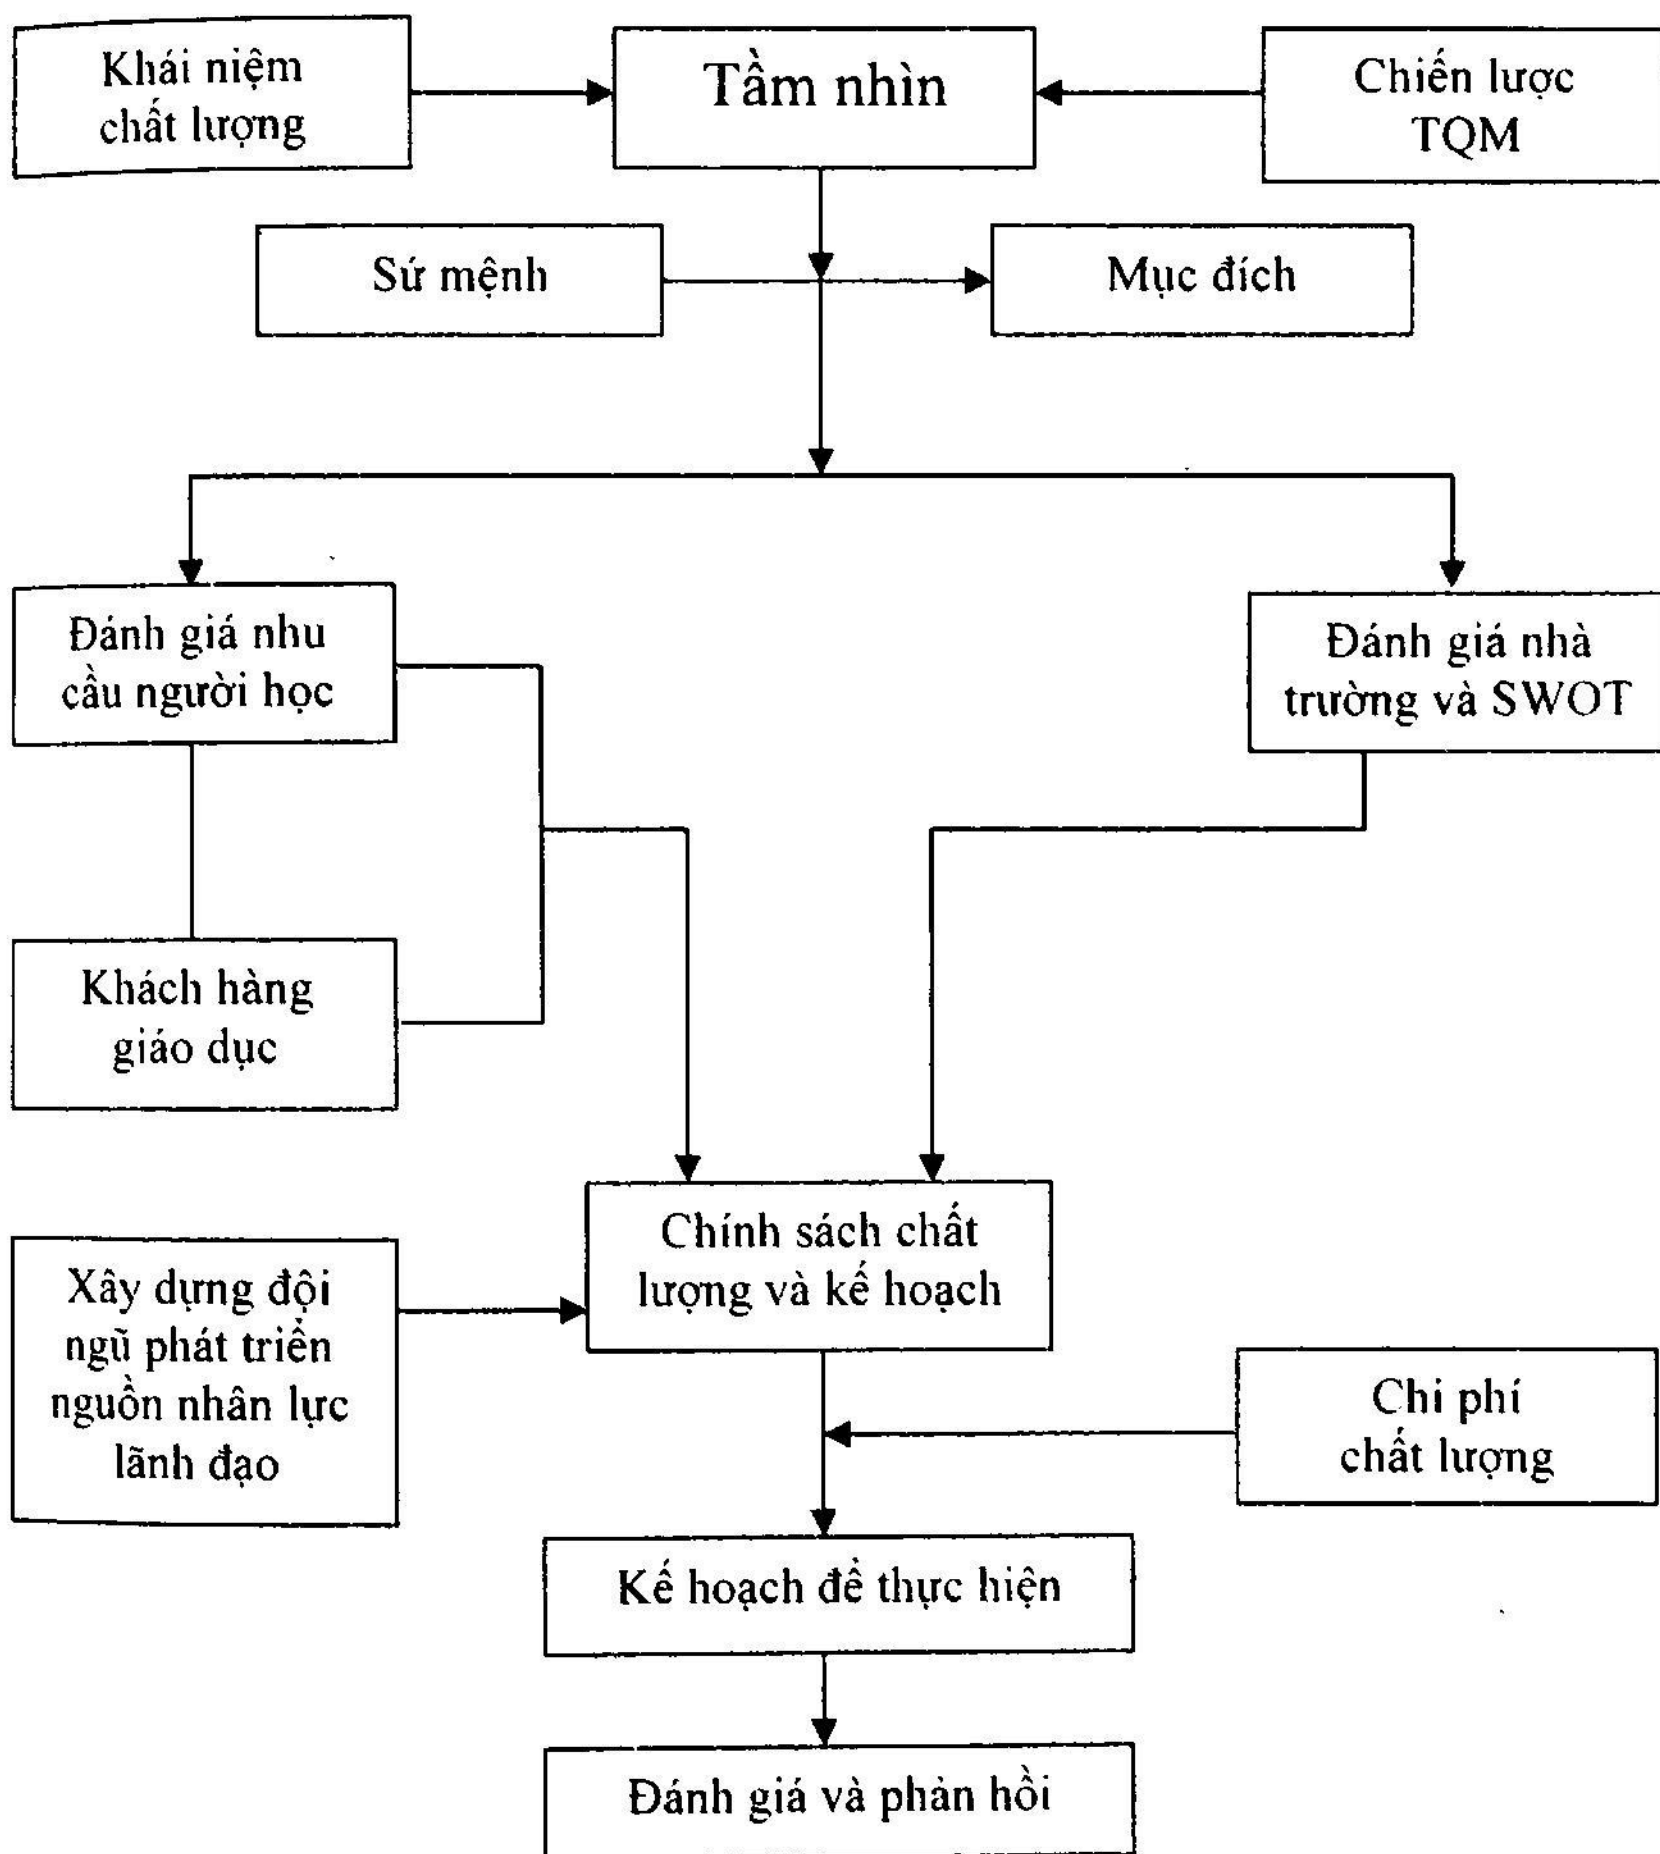 Khái niệm
chất lượng
Tầm nhìn
Chiến lược
TQM
Sứ mệnh
Mục đích
Đánh giá nhu
cầu người học
Đánh giá nhà
trường và SWOT
Khách hàng
giáo dục
Chính sách chất
lượng và kế hoạch
Xây dựng đội
ngũ phát triển
nguồn nhân lực
lãnh đạo
Chi phí
chất lượng
Kế hoạch để thực hiện
Đánh giá và phản hồi